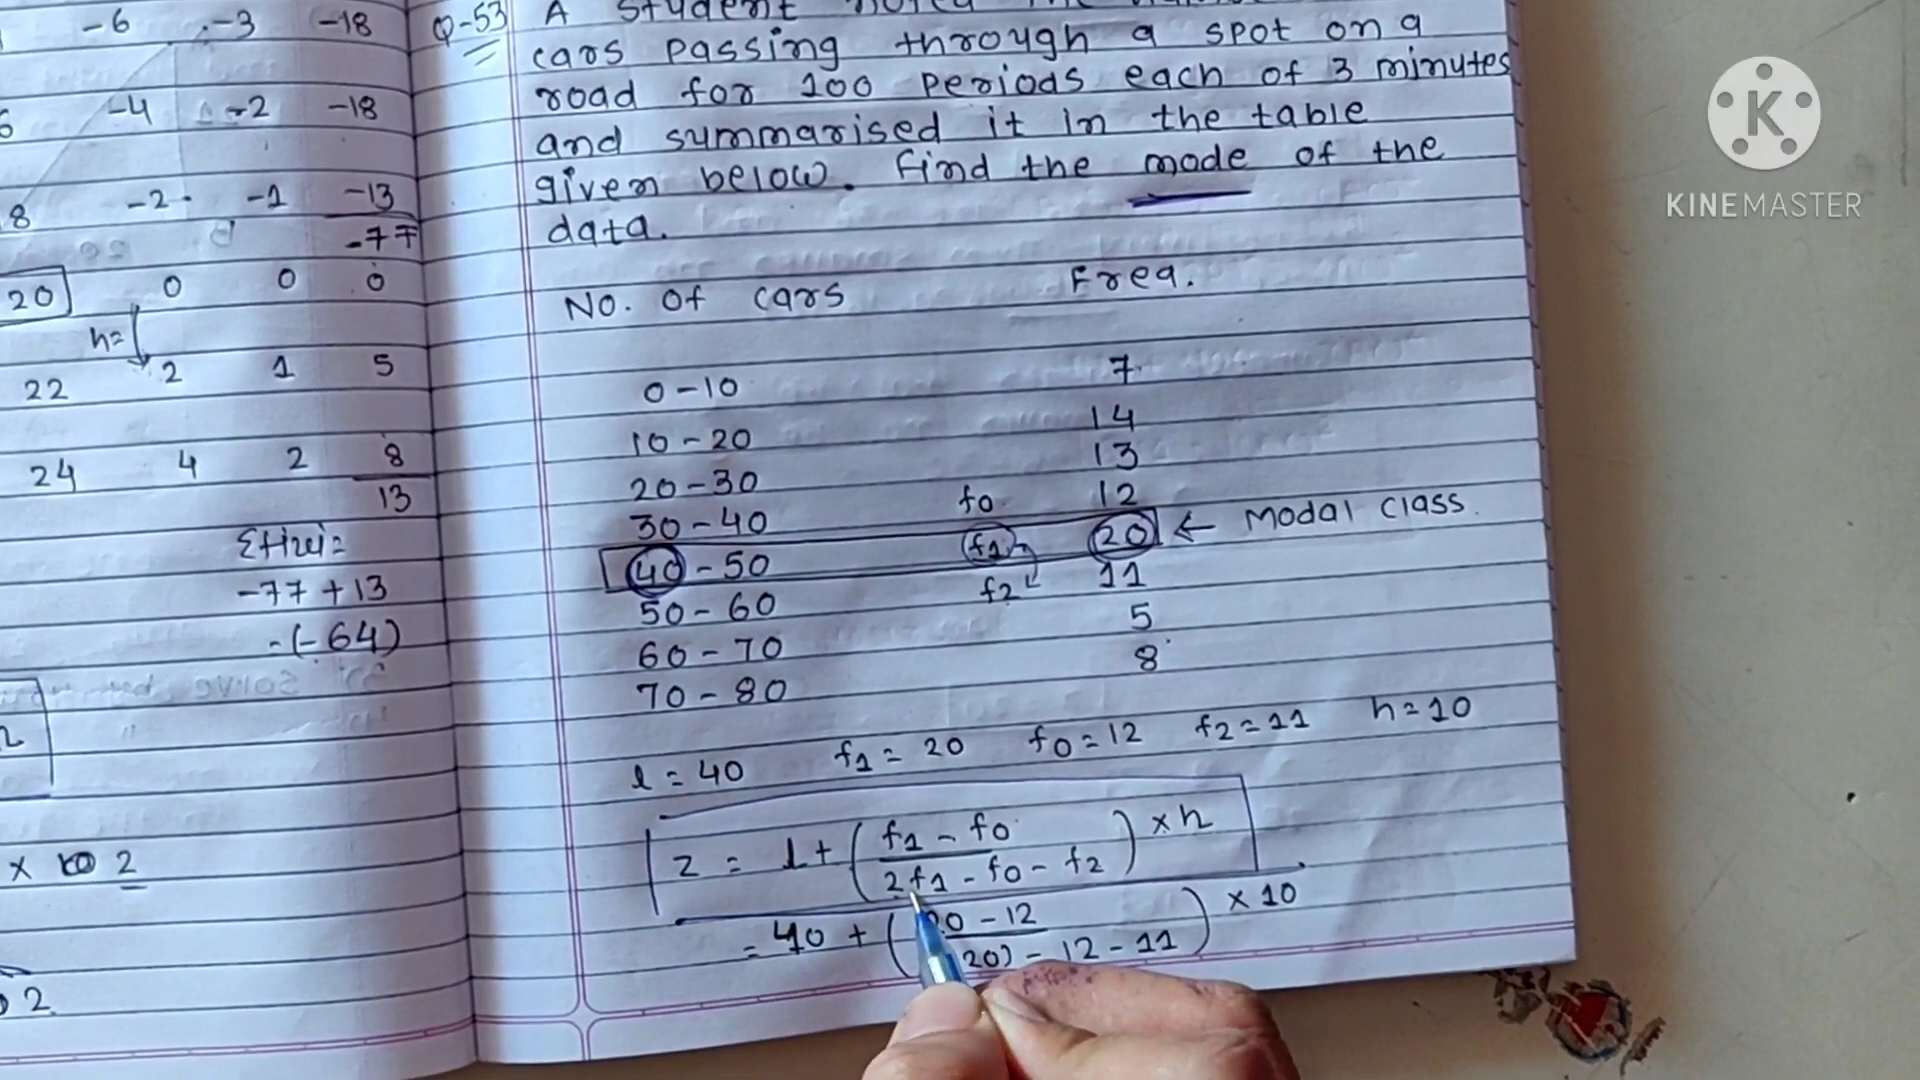 -6 -3 -18
-4 -2 -18
8 -2 -1 -13
-77
20 0 0 0
h=
22 2 1 5
24 4 2 8
13
Σfiui=
-77+13
-(-64)
x 10 2
2
Q-53 A student noted the
cars passing through a spot on a
road for 100 periods each of 3 minutes
and summarised it in the table
given below. Find the mode of the
data.
No. of cars Freq.
0-10 7
10-20 14
20-30 13
30-40 f0 12
40-50 f1 20 ← Modal class
50-60 f2 11
60-70 5
70-80 8
l = 40 f1 = 20 f0 = 12 f2 = 11 h = 10
Z = l + (f1 - f0 / 2f1 - f0 - f2) × h
= 40 + (20 - 12 / 20) - 12 - 11) × 10
K
KINEMASTER